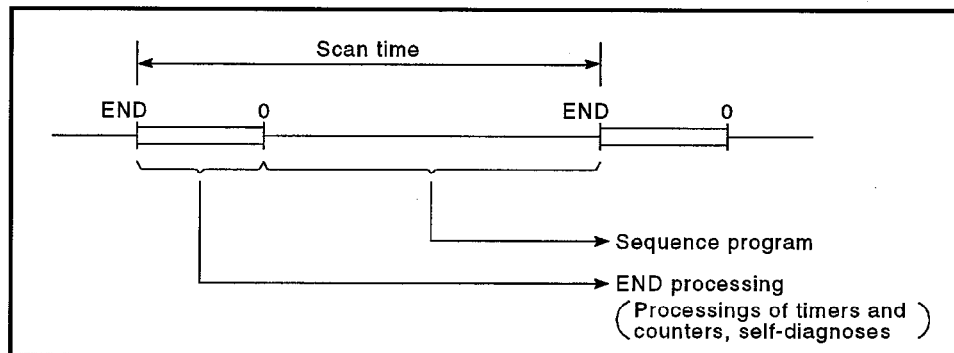 Scan time
END 0 END 0
Sequence program
END processing
(Processings of timers and
counters, self-diagnoses)